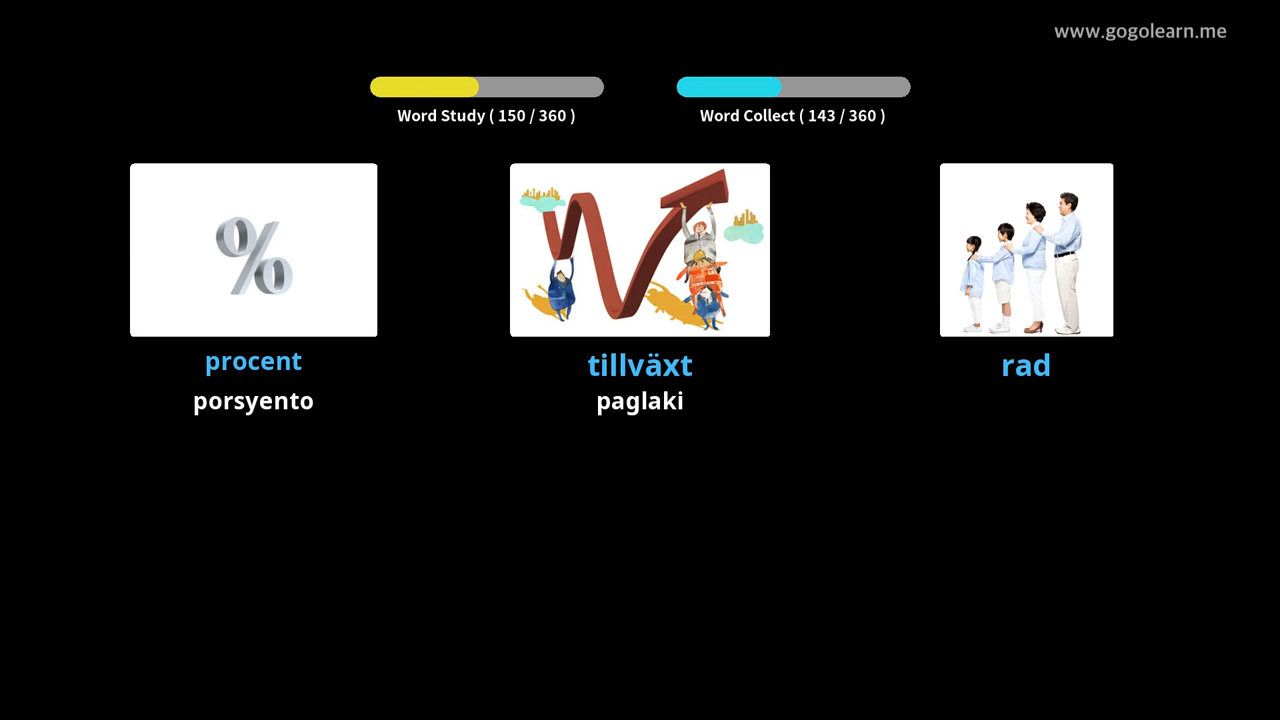 www.gogolearn.me
Word Study ( 150 / 360 )
Word Collect ( 143 / 360 )
%
procent
tillväxt
rad
porsyento
paglaki